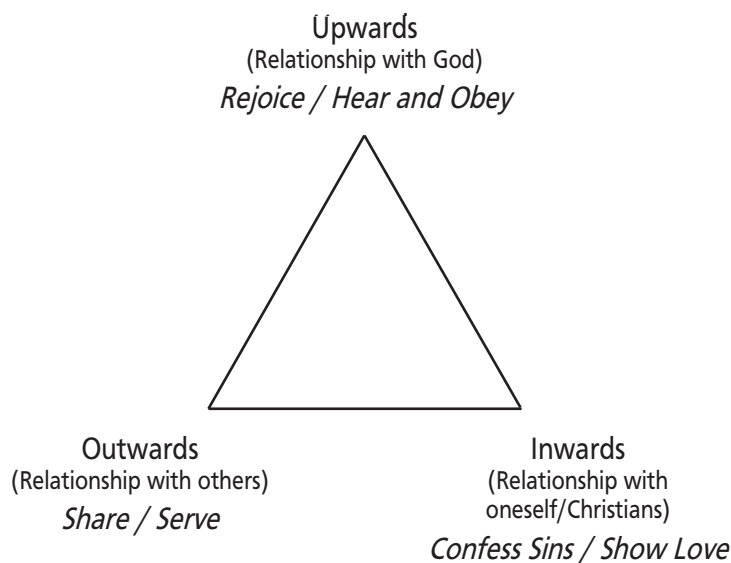 Upwards
(Relationship with God)
Rejoice / Hear and Obey
Outwards
(Relationship with others)
Share / Serve
Inwards
(Relationship with
oneself/Christians)
Confess Sins / Show Love